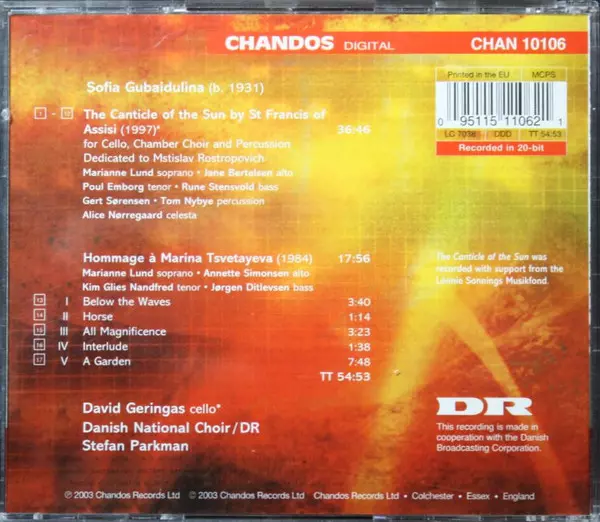 CHANDOS DIGITAL CHAN 10106
Sofia Gubaidulina (b. 1931)
1 - 12 The Canticle of the Sun by St Francis of
Assisi (1997)* 36:46
for Cello, Chamber Choir and Percussion
Dedicated to Mstislav Rostropovich
Marianne Lund soprano • Jane Bertelsen alto
Poul Emborg tenor • Rune Stensvold bass
Gert Sørensen • Tom Nybye percussion
Alice Nørregaard celesta
Hommage à Marina Tsvetayeva (1984) 17:56
Marianne Lund soprano • Annette Simonsen alto
Kim Glies Nandfred tenor • Jørgen Ditlevsen bass
13 I Below the Waves 3:40
14 II Horse 1:14
15 III All Magnificence 3:23
16 IV Interlude 1:38
17 V A Garden 7:48
TT 54:53
David Geringas cello*
Danish National Choir/DR
Stefan Parkman
Printed in the EU MCPS
0 95115 11062 1
LC 7038 DDD TT 54:53
Recorded in 20-bit
The Canticle of the Sun was
recorded with support from the
Léonie Sonnings Musikfond.
DR
This recording is made in
cooperation with the Danish
Broadcasting Corporation.
℗ 2003 Chandos Records Ltd © 2003 Chandos Records Ltd Chandos Records Ltd • Colchester • Essex • England